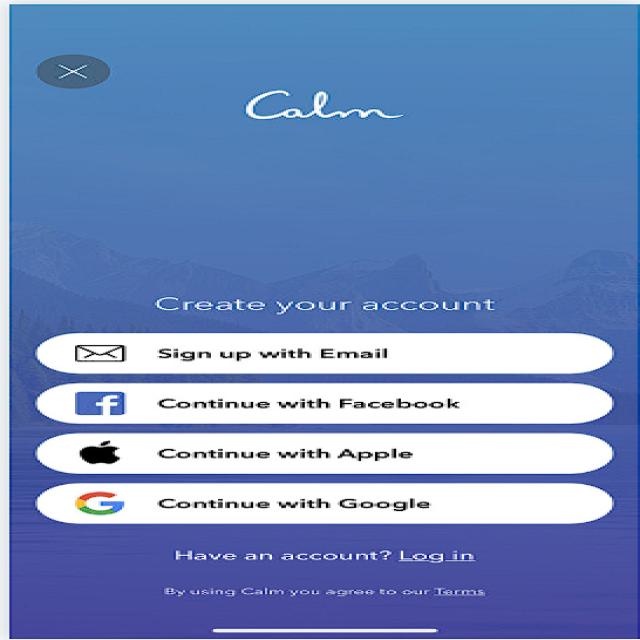 Calm
Create your account
Sign up with Email
Continue with Facebook
Continue with Apple
Continue with Google
Have an account? Log in
By using Calm you agree to our Terms